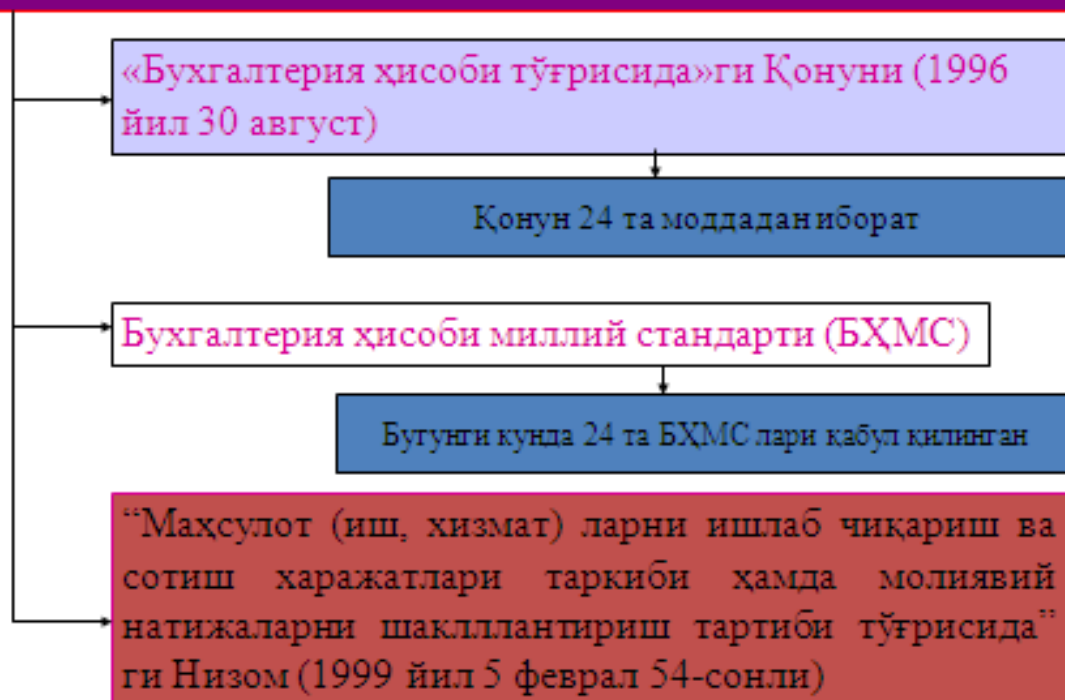 «Бухгалтерия ҳисоби тўғрисида»ги Қонуни (1996
йил 30 август)
Қонун 24 та моддадан иборат
Бухгалтерия ҳисоби миллий стандарти (БҲМС)
Бугунги кунда 24 та БҲМС лари қабул қилинган
“Маҳсулот (иш, хизмат) ларни ишлаб чиқариш ва
сотиш харажатлари таркиби ҳамда молиявий
натижаларни шаклллантириш тартиби тўғрисида”
ги Низом (1999 йил 5 феврал 54-сонли)